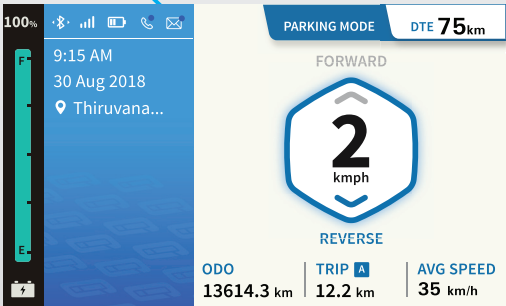 100%
F
E
9:15 AM
30 Aug 2018
Thiruvana...
PARKING MODE
DTE 75km
FORWARD
2
kmph
REVERSE
ODO
13614.3 km
TRIP A
12.2 km
AVG SPEED
35 km/h